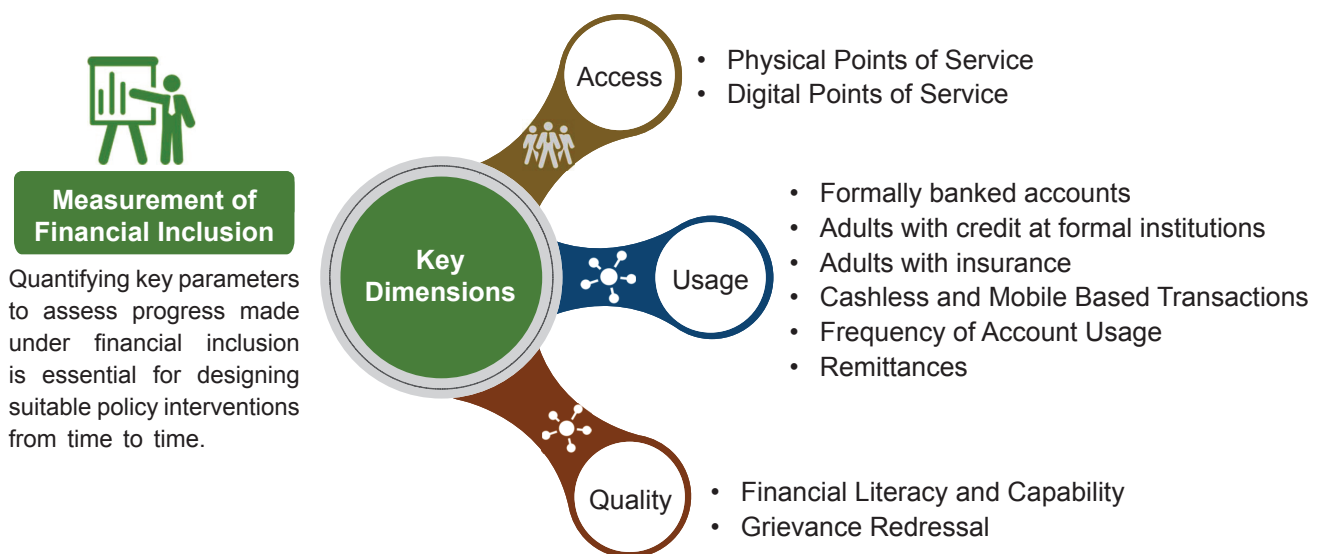 Measurement of
Financial Inclusion
Quantifying key parameters
to assess progress made
under financial inclusion
is essential for designing
suitable policy interventions
from time to time.
Key
Dimensions
Access
• Physical Points of Service
• Digital Points of Service
Usage
• Formally banked accounts
• Adults with credit at formal institutions
• Adults with insurance
• Cashless and Mobile Based Transactions
• Frequency of Account Usage
• Remittances
Quality
• Financial Literacy and Capability
• Grievance Redressal